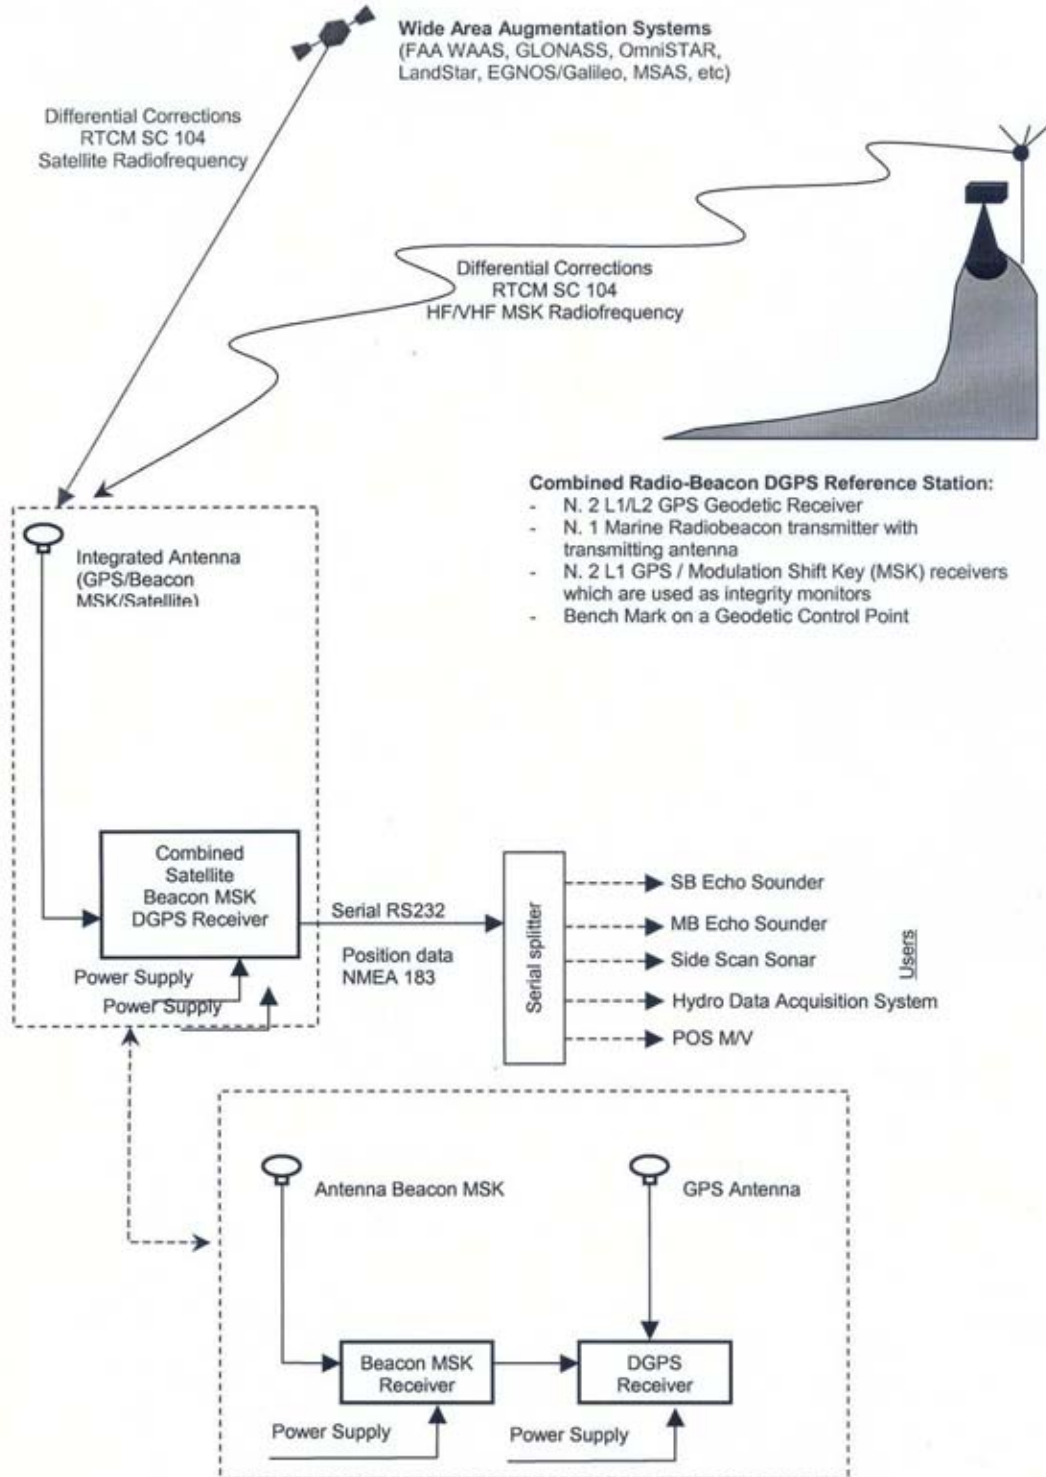 Wide Area Augmentation Systems
(FAA WAAS, GLONASS, OmniSTAR,
LandStar, EGNOS/Galileo, MSAS, etc)
Differential Corrections
RTCM SC 104
Satellite Radiofrequency
Differential Corrections
RTCM SC 104
HF/VHF MSK Radiofrequency
Combined Radio-Beacon DGPS Reference Station:
- N. 2 L1/L2 GPS Geodetic Receiver
- N. 1 Marine Radiobeacon transmitter with
transmitting antenna
- N. 2 L1 GPS / Modulation Shift Key (MSK) receivers
which are used as integrity monitors
- Bench Mark on a Geodetic Control Point
Integrated Antenna
(GPS/Beacon
MSK/Satellite)
Combined
Satellite
Beacon MSK
DGPS Receiver
Power Supply
Power Supply
Serial RS232
Position data
NMEA 183
Serial splitter
SB Echo Sounder
MB Echo Sounder
Side Scan Sonar
Hydro Data Acquisition System
POS M/V
Users
Antenna Beacon MSK
GPS Antenna
Beacon MSK
Receiver
DGPS
Receiver
Power Supply
Power Supply